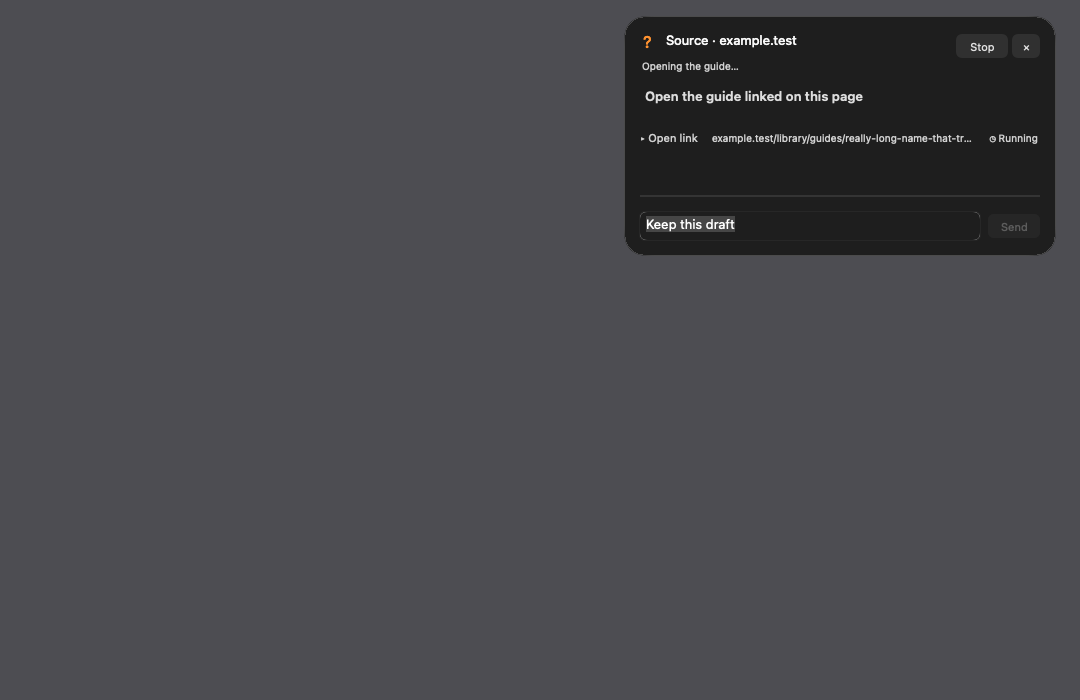 ? Source · example.test
Stop ×
Opening the guide…
Open the guide linked on this page
▸ Open link example.test/library/guides/really-long-name-that-tr… Running
Keep this draft
Send